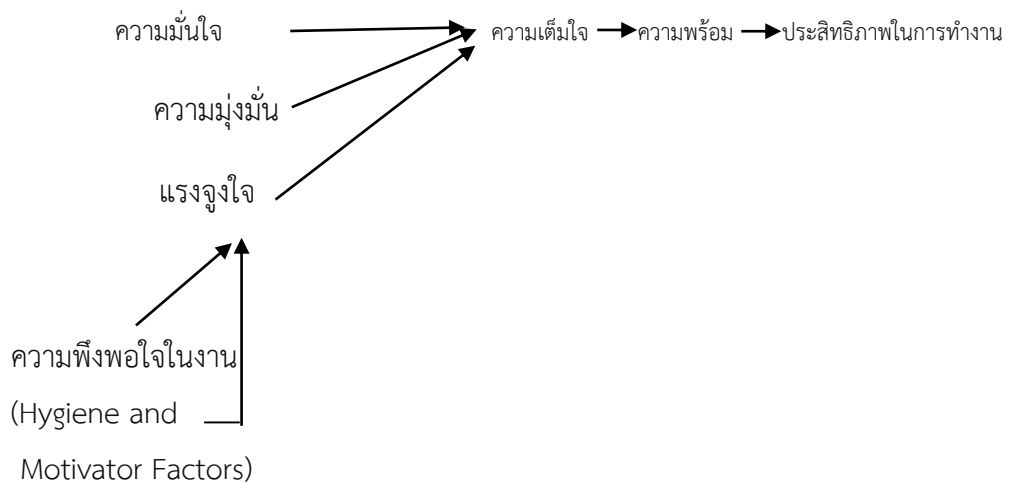 ความมั่นใจ ความเต็มใจ ความพร้อม ประสิทธิภาพในการทำงาน
ความมุ่งมั่น
แรงจูงใจ
ความพึงพอใจในงาน
(Hygiene and
Motivator Factors)